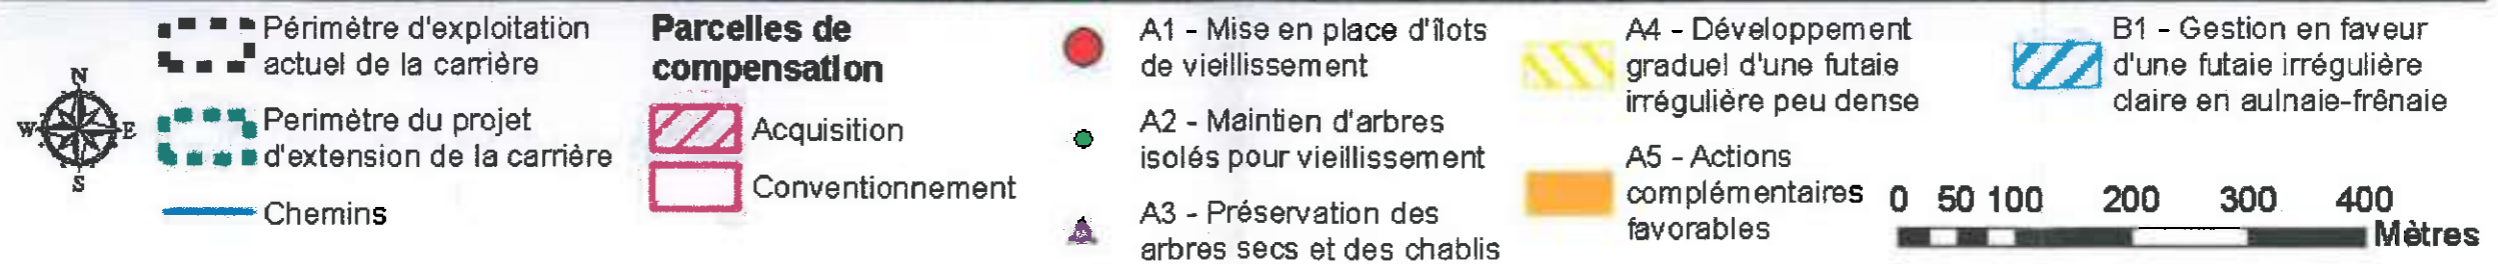 N
W E
S
Périmètre d'exploitation
actuel de la carrière
Perimètre du projet
d'extension de la carrière
Chemins
Parcelles de
compensation
Acquisition
Conventionnement
A1 - Mise en place d'îlots
de vieillissement
A2 - Maintien d'arbres
isolés pour vieillissement
A3 - Préservation des
arbres secs et des chablis
A4 - Développement
graduel d'une futaie
irrégulière peu dense
A5 - Actions
complémentaires
favorables
B1 - Gestion en faveur
d'une futaie irrégulière
claire en aulnaie-frênaie
0 50 100 200 300 400
Mètres